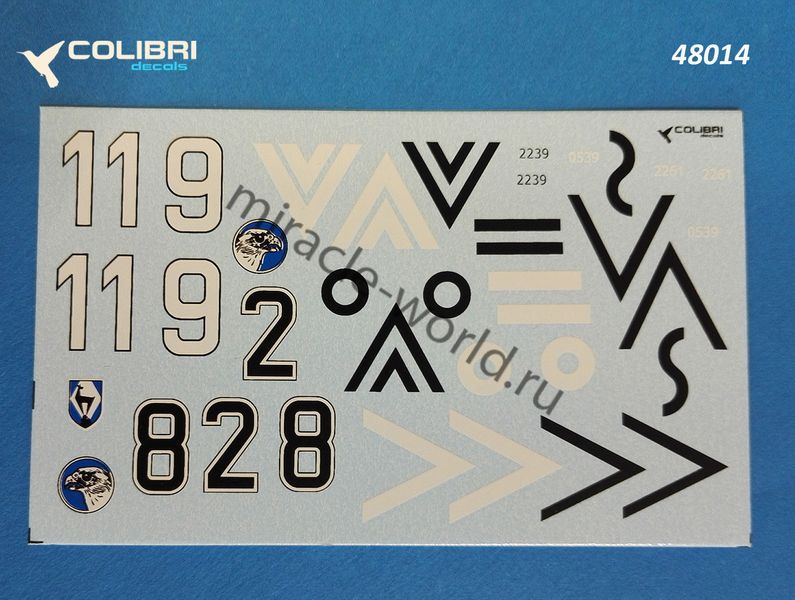 COLIBRI
decals
48014
COLIBRI
decals
119
2239
0539
2239
2261
2261
0539
119
2
828
miracle-world.ru